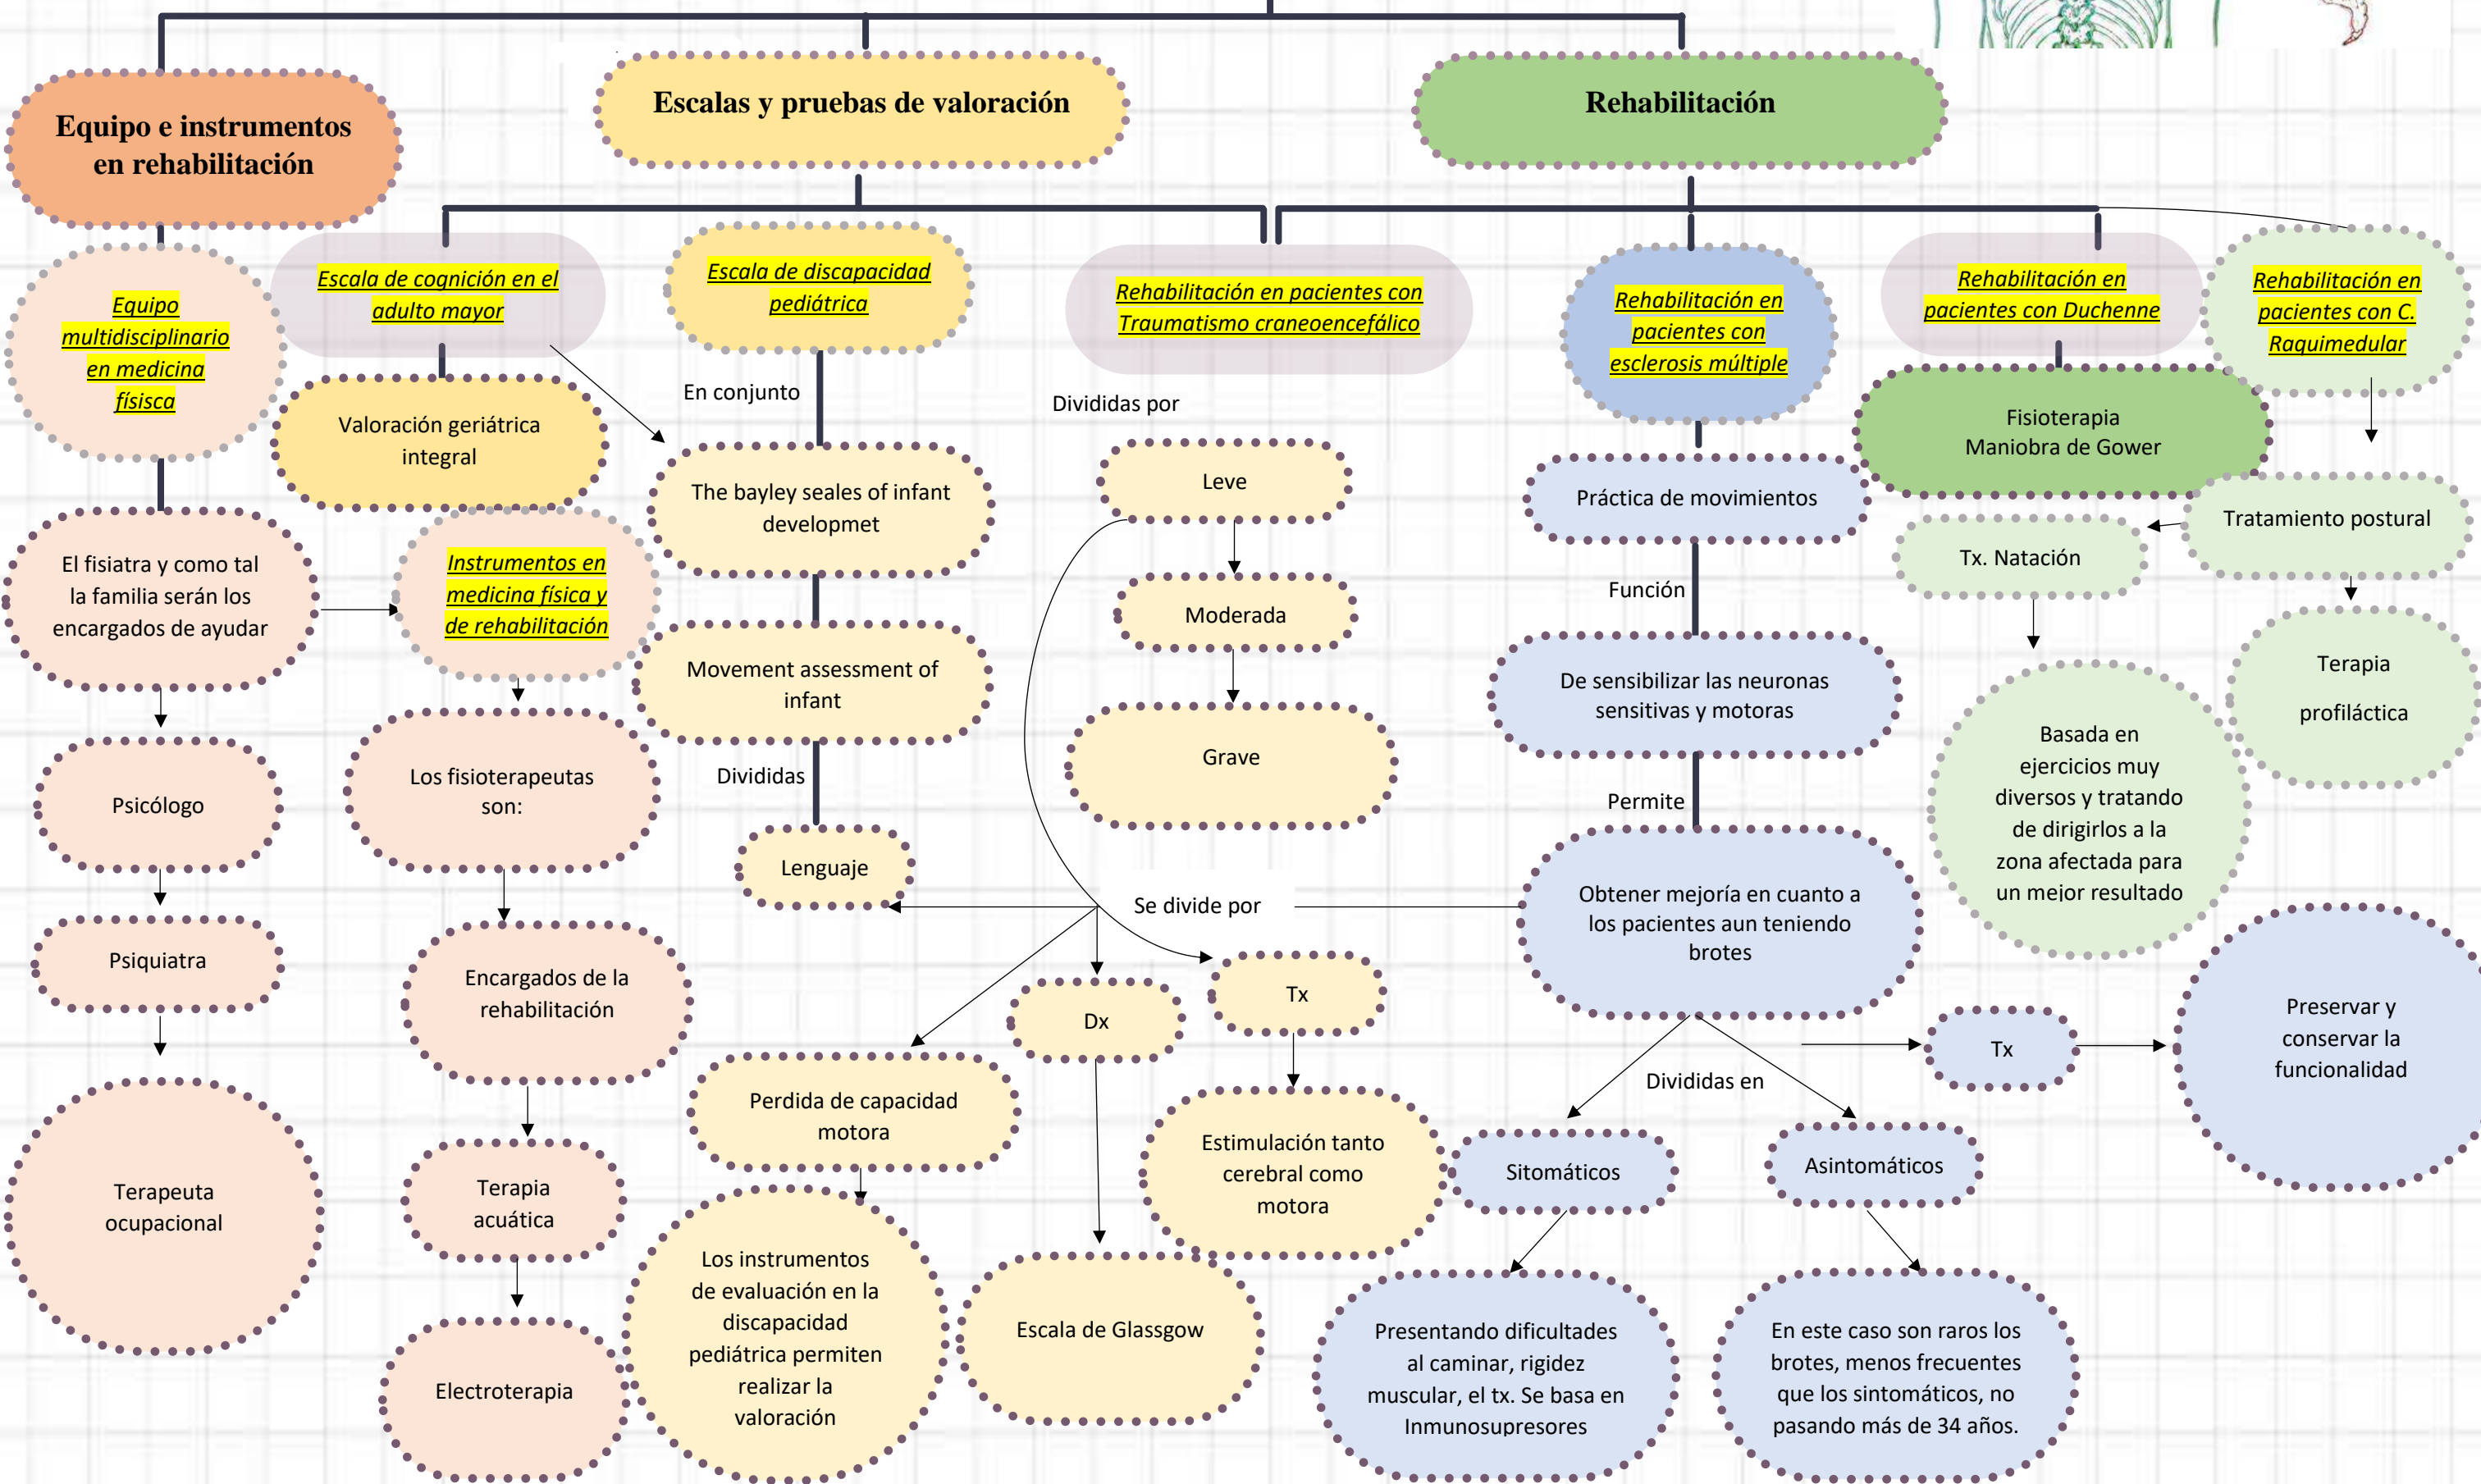 Equipo e instrumentos
en rehabilitación
Escalas y pruebas de valoración
Rehabilitación
Equipo
multidisciplinario
en medicina
físisca
Escala de cognición en el
adulto mayor
Escala de discapacidad
pediátrica
Rehabilitación en pacientes con
Traumatismo craneoencefálico
Rehabilitación en
pacientes con
esclerosis múltiple
Rehabilitación en
pacientes con Duchenne
Rehabilitación en
pacientes con C.
Raquimedular
Valoración geriátrica
integral
En conjunto
Divididas por
Fisioterapia
Maniobra de Gower
The bayley seales of infant
developmet
Leve
Práctica de movimientos
Tratamiento postural
Tx. Natación
El fisiatra y como tal
la familia serán los
encargados de ayudar
Instrumentos en
medicina física y
de rehabilitación
Moderada
Función
Movement assessment of
infant
De sensibilizar las neuronas
sensitivas y motoras
Terapia
profiláctica
Psicólogo
Los fisioterapeutas
son:
Divididas
Grave
Permite
Basada en
ejercicios muy
diversos y tratando
de dirigirlos a la
zona afectada para
un mejor resultado
Lenguaje
Se divide por
Obtener mejoría en cuanto a
los pacientes aun teniendo
brotes
Psiquiatra
Encargados de la
rehabilitación
Dx
Tx
Tx
Preservar y
conservar la
funcionalidad
Perdida de capacidad
motora
Divididas en
Estimulación tanto
cerebral como
motora
Sitomáticos
Asintomáticos
Terapeuta
ocupacional
Terapia
acuática
Los instrumentos
de evaluación en la
discapacidad
pediátrica permiten
realizar la
valoración
Escala de Glassgow
Presentando dificultades
al caminar, rigidez
muscular, el tx. Se basa en
Inmunosupresores
En este caso son raros los
brotes, menos frecuentes
que los sintomáticos, no
pasando más de 34 años.
Electroterapia